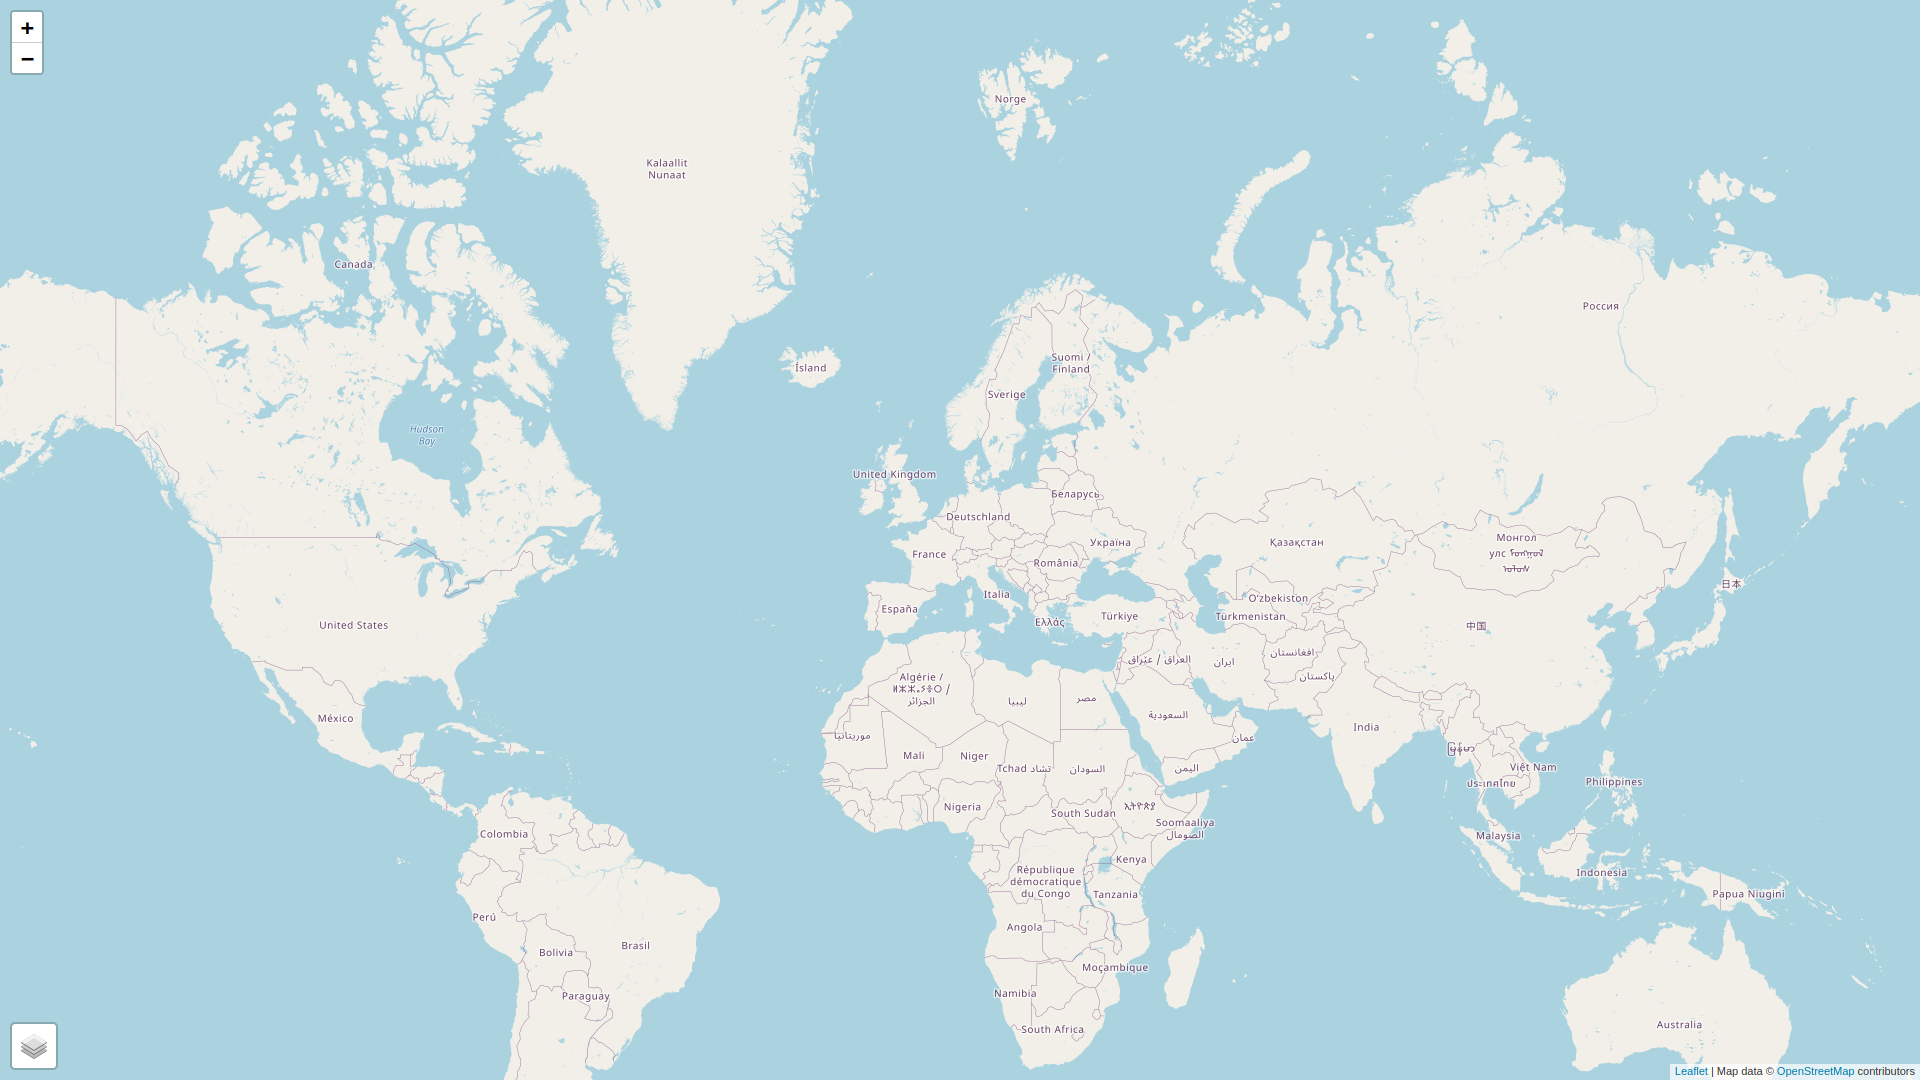 +
−
Norge
Kalaallit
Nunaat
Canada
Россия
Suomi /
Finland
Ísland
Sverige
Hudson
Bay
United Kingdom
Беларусь
Deutschland
Монгол
улс
Україна
Қазақстан
France
România
日本
Italia
Oʻzbekiston
España
Türkiye
Türkmenistan
Ελλάς
United States
中国
افغانستان
العراق / عێراق
ایران
پاکستان
Algérie /
ⵍⵣⵣⴰⵢⴻⵔ /
الجزائر
ليبيا
مصر
México
السعودية
India
موريتانيا
عمان
မြန်မာ
Mali
Niger
Tchad تشاد
السودان
اليمن
Việt Nam
ประเทศไทย
Philippines
Nigeria
ኢትዮጵያ
South Sudan
Soomaaliya
الصومال
Colombia
Malaysia
Kenya
République
démocratique
du Congo
Indonesia
Tanzania
Papua Niugini
Perú
Angola
Brasil
Bolivia
Moçambique
Namibia
Paraguay
Australia
South Africa
Leaflet | Map data © OpenStreetMap contributors